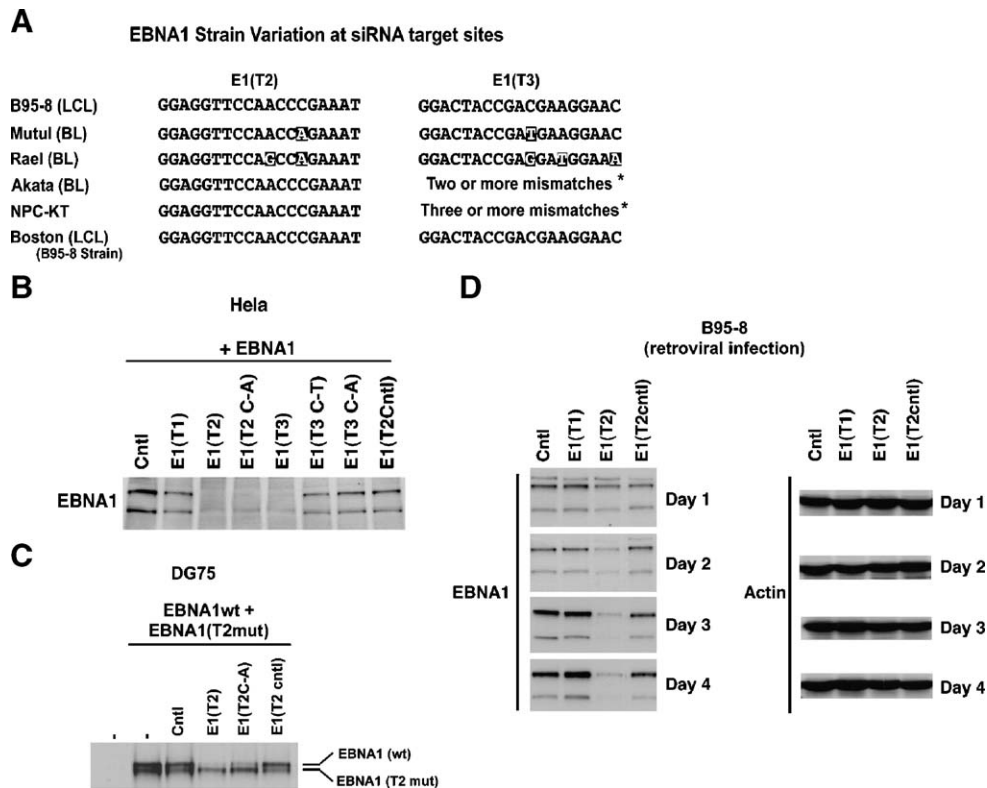 A
EBNA1 Strain Variation at siRNA target sites
E1(T2) E1(T3)
B95-8 (LCL) GGAGGTTCCAACCCGAAAT GGACTACCGACGAAGGAAC
Mutul (BL) GGAGGTTCCAACCAGAAAT GGACTACCGATGAAGGAAC
Rael (BL) GGAGGTTCCAGCCAGAAAT GGACTACCGAGGATGGAAA
Akata (BL) GGAGGTTCCAACCCGAAAT Two or more mismatches *
NPC-KT GGAGGTTCCAACCCGAAAT Three or more mismatches *
Boston (LCL) GGAGGTTCCAACCCGAAAT GGACTACCGACGAAGGAAC
(B95-8 Strain)
B
Hela
+ EBNA1
Cntl E1(T1) E1(T2) E1(T2 C-A) E1(T3) E1(T3 C-T) E1(T3 C-A) E1(T2Cntl)
EBNA1
C
DG75
EBNA1wt +
EBNA1(T2mut)
- - Cntl E1(T2) E1(T2C-A) E1(T2 cntl)
EBNA1 (wt)
EBNA1 (T2 mut)
D
B95-8
(retroviral infection)
Cntl E1(T1) E1(T2) E1(T2cntl) Cntl E1(T1) E1(T2) E1(T2cntl)
Day 1 Day 1
Day 2 Day 2
EBNA1 Actin
Day 3 Day 3
Day 4 Day 4